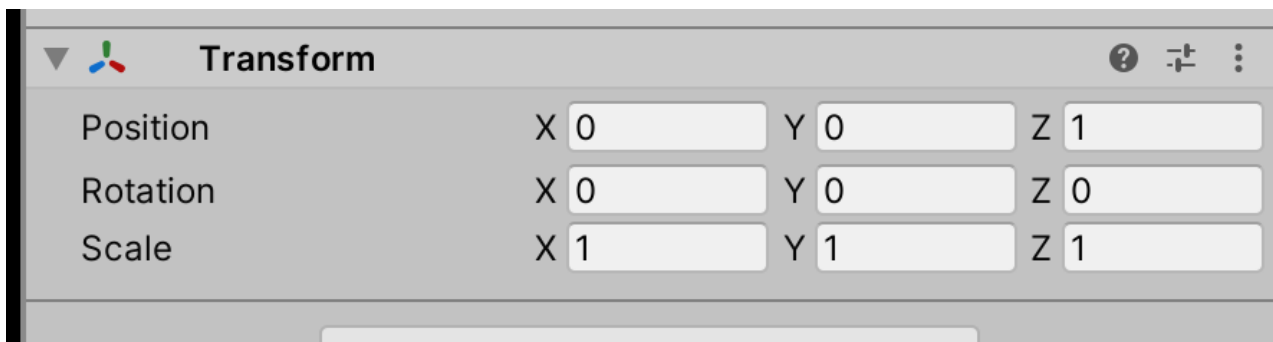 Transform
Position X 0 Y 0 Z 1
Rotation X 0 Y 0 Z 0
Scale X 1 Y 1 Z 1